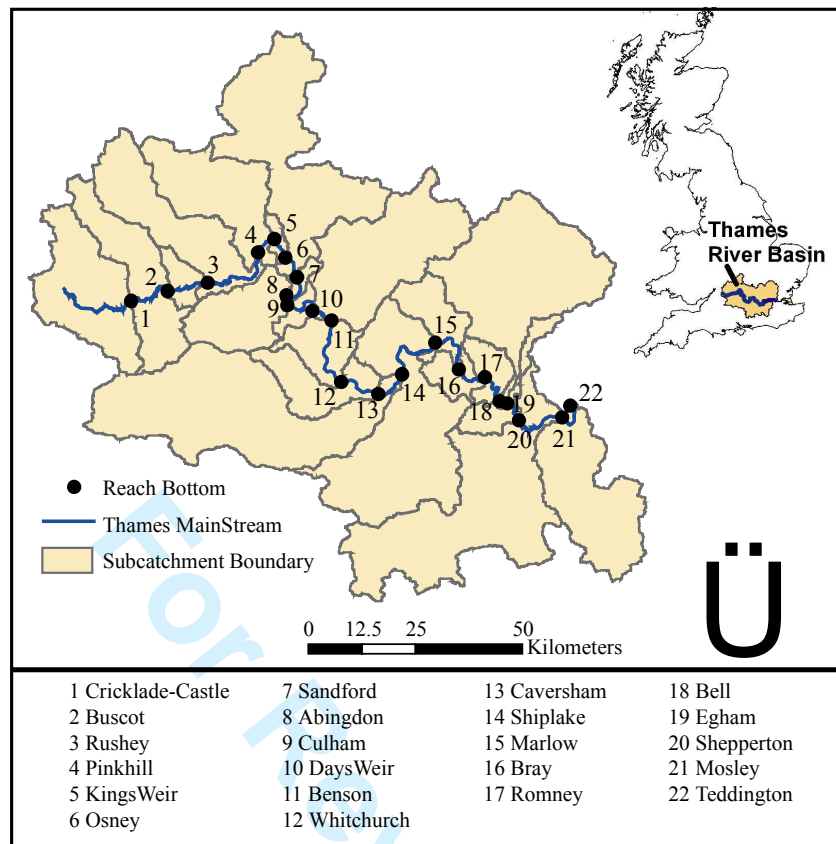 Thames
River Basin
1
2
3
4
5
6
7
8
9
10
11
12
13
14
15
16
17
18
19
20
21
22
Reach Bottom
Thames MainStream
Subcatchment Boundary
Ü
0 12.5 25 50
Kilometers
1 Cricklade-Castle
2 Buscot
3 Rushey
4 Pinkhill
5 KingsWeir
6 Osney
7 Sandford
8 Abingdon
9 Culham
10 DaysWeir
11 Benson
12 Whitchurch
13 Caversham
14 Shiplake
15 Marlow
16 Bray
17 Romney
18 Bell
19 Egham
20 Shepperton
21 Mosley
22 Teddington
For Re